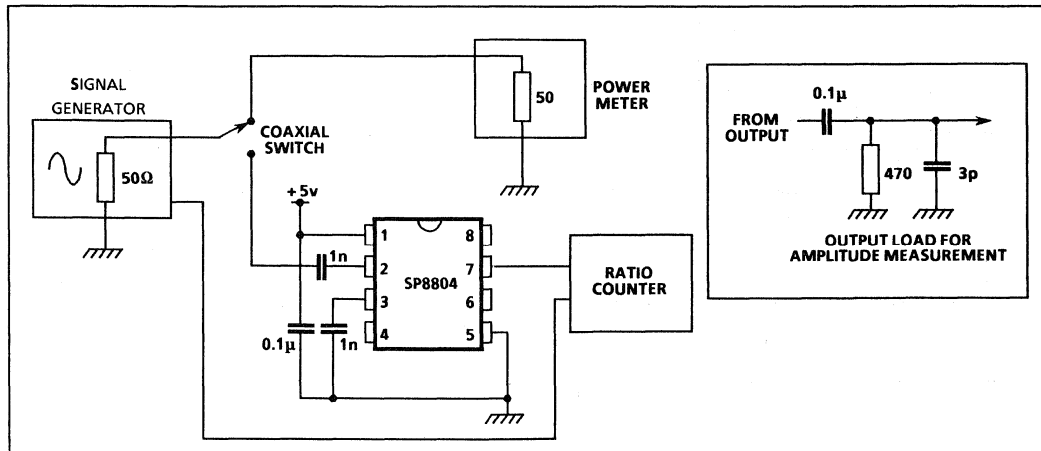 SIGNAL
GENERATOR
50Ω
COAXIAL
SWITCH
50
POWER
METER
+5v
1n
0.1μ
1n
1
2
3
4
8
7
6
5
SP8804
RATIO
COUNTER
0.1μ
FROM
OUTPUT
470
3p
OUTPUT LOAD FOR
AMPLITUDE MEASUREMENT